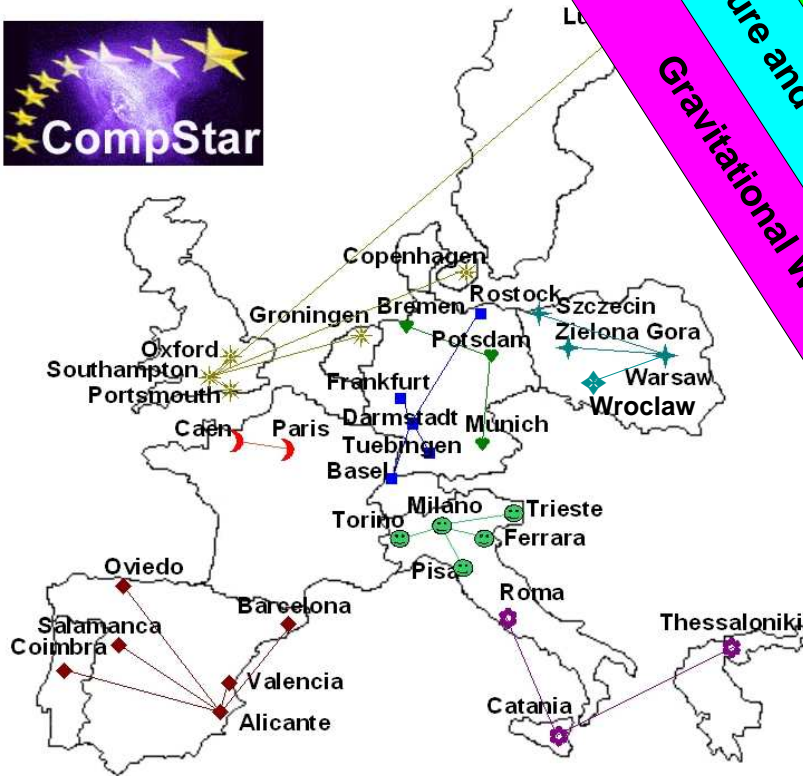 CompStar
Gravitational
Copenhagen
Groningen
Bremen
Rostock
Szczecin
Oxford
Potsdam
Zielona Gora
Southampton
Portsmouth
Frankfurt
Warsaw
Wroclaw
Darmstadt
Caen
Paris
Munich
Tuebingen
Basel
Milano
Trieste
Torino
Ferrara
Oviedo
Pisa
Roma
Barcelona
Salamanca
Thessaloniki
Coimbra
Valencia
Catania
Alicante